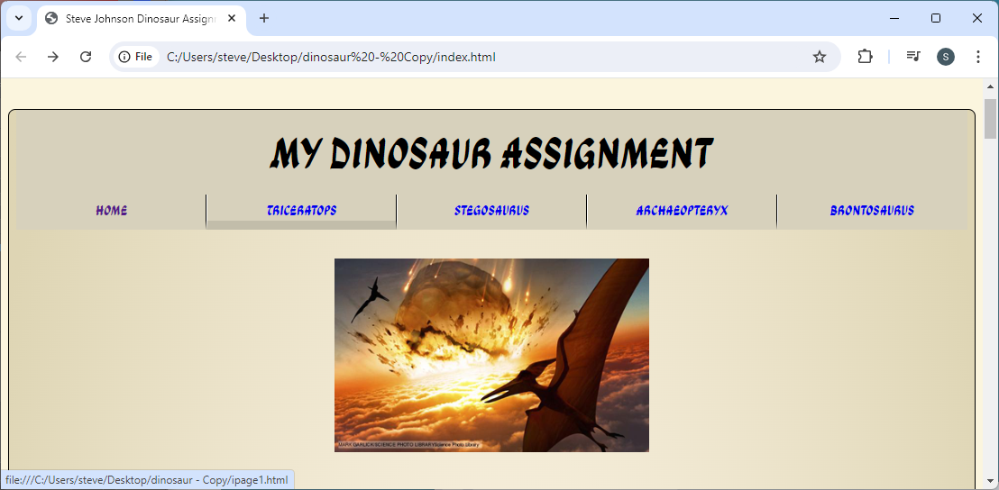 Steve Johnson Dinosaur Assignm
File
C:/Users/steve/Desktop/dinosaur%20-%20Copy/index.html
S
MY DINOSAUR ASSIGNMENT
HOME
TRICERATOPS
STEGOSAURUS
ARCHAEOPTERYX
BRONTOSAURUS
MARK GARLICK/SCIENCE PHOTO LIBRARY/Science Photo Library
file:///C:/Users/steve/Desktop/dinosaur - Copy/ipage1.html